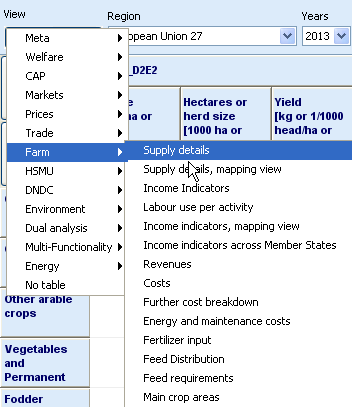 View
Region
Years
opean Union 27
2013
Meta
Welfare
CAP
Markets
Prices
Trade
Farm
HSMU
DNDC
Environment
Dual analysis
Multi-Functionality
Energy
No table
_D2E2
Hectares or
herd size
[1000 ha or
Yield
[kg or 1/1000
head/ha or
ha or
Supply details
Supply details, mapping view
Income Indicators
Labour use per activity
Income indicators, mapping view
Income indicators across Member States
Revenues
Costs
Further cost breakdown
Energy and maintenance costs
Fertilizer input
Feed Distribution
Feed requirements
Main crop areas
Other arable
crops
Vegetables
and
Permanent
Fodder